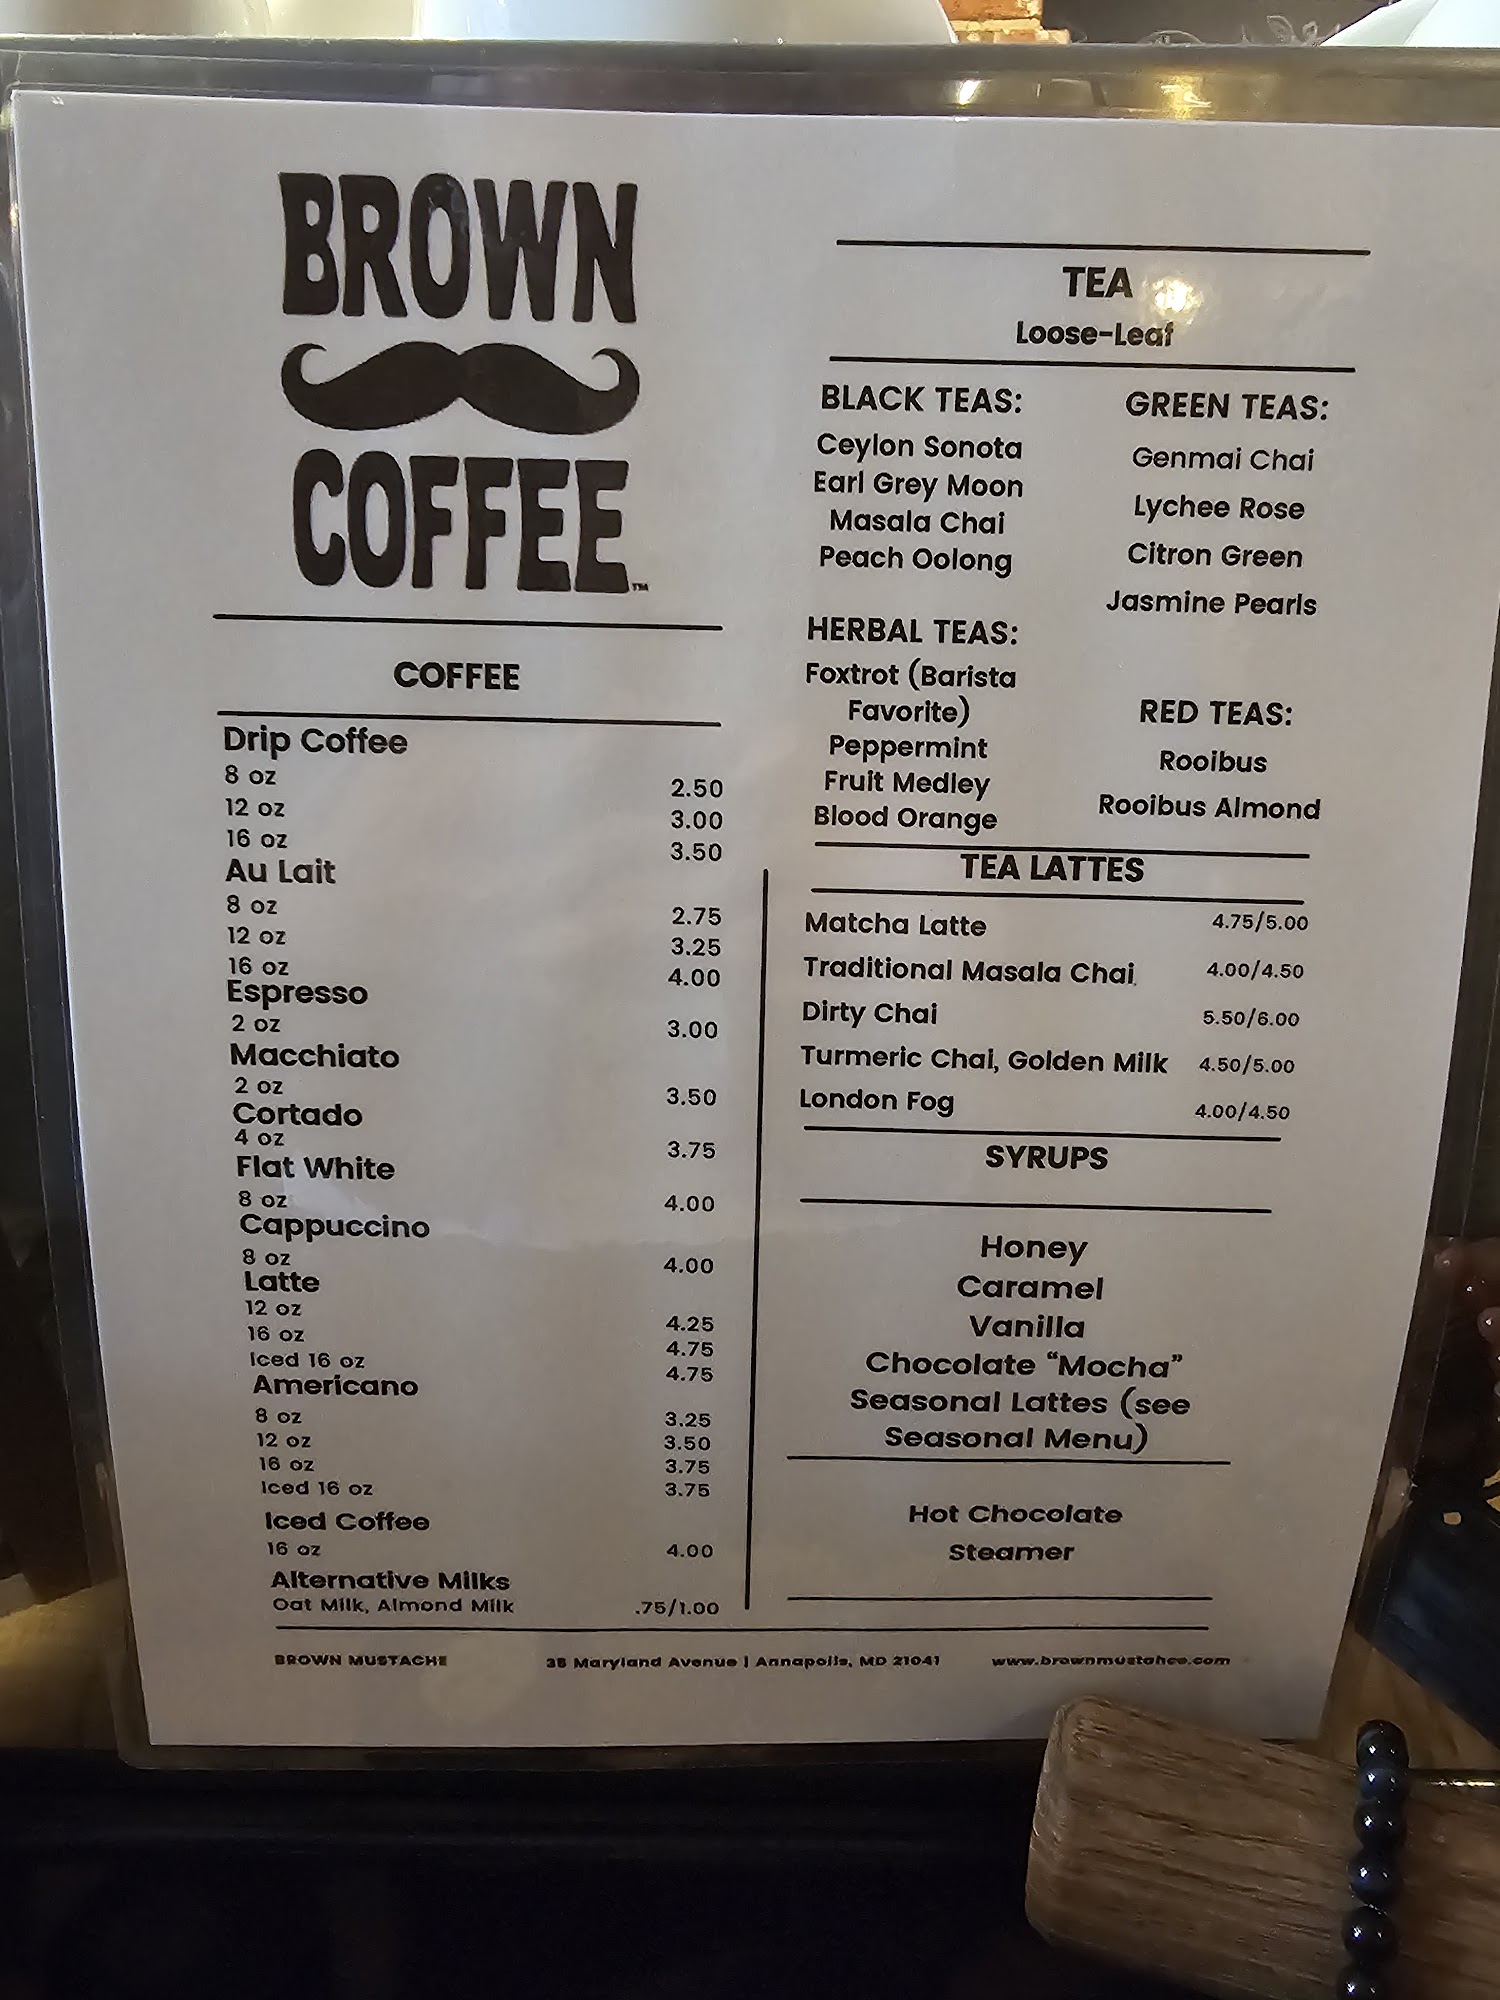 BROWN
COFFEE™
COFFEE
Drip Coffee
8 oz 2.50
12 oz 3.00
16 oz 3.50
Au Lait
8 oz 2.75
12 oz 3.25
16 oz 4.00
Espresso
2 oz 3.00
Macchiato
2 oz 3.50
Cortado
4 oz 3.75
Flat White
8 oz 4.00
Cappuccino
8 oz 4.00
Latte
12 oz 4.25
16 oz 4.75
Iced 16 oz 4.75
Americano
8 oz 3.25
12 oz 3.50
16 oz 3.75
Iced 16 oz 3.75
Iced Coffee
16 oz 4.00
Alternative Milks
Oat Milk, Almond Milk .75/1.00
TEA
Loose-Leaf
BLACK TEAS:
Ceylon Sonota
Earl Grey Moon
Masala Chai
Peach Oolong
GREEN TEAS:
Genmai Chai
Lychee Rose
Citron Green
Jasmine Pearls
HERBAL TEAS:
Foxtrot (Barista
Favorite)
Peppermint
Fruit Medley
Blood Orange
RED TEAS:
Rooibus
Rooibus Almond
TEA LATTES
Matcha Latte 4.75/5.00
Traditional Masala Chai 4.00/4.50
Dirty Chai 5.50/6.00
Turmeric Chai, Golden Milk 4.50/5.00
London Fog 4.00/4.50
SYRUPS
Honey
Caramel
Vanilla
Chocolate “Mocha”
Seasonal Lattes (see
Seasonal Menu)
Hot Chocolate
Steamer
BROWN MUSTACHE 35 Maryland Avenue | Annapolis, MD 21041